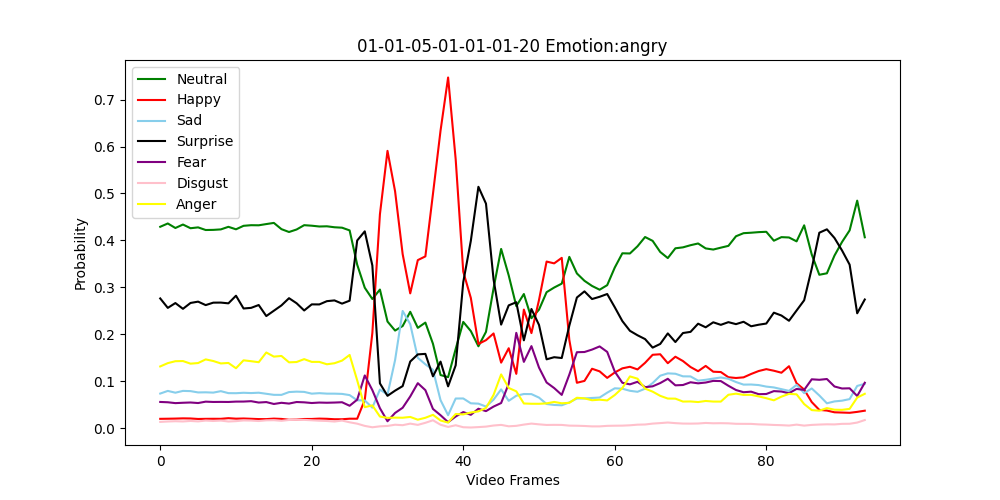 01-01-05-01-01-01-20 Emotion:angry
Neutral
Happy
Sad
Surprise
Fear
Disgust
Anger
Probability
0.7
0.6
0.5
0.4
0.3
0.2
0.1
0.0
0 20 40 60 80
Video Frames